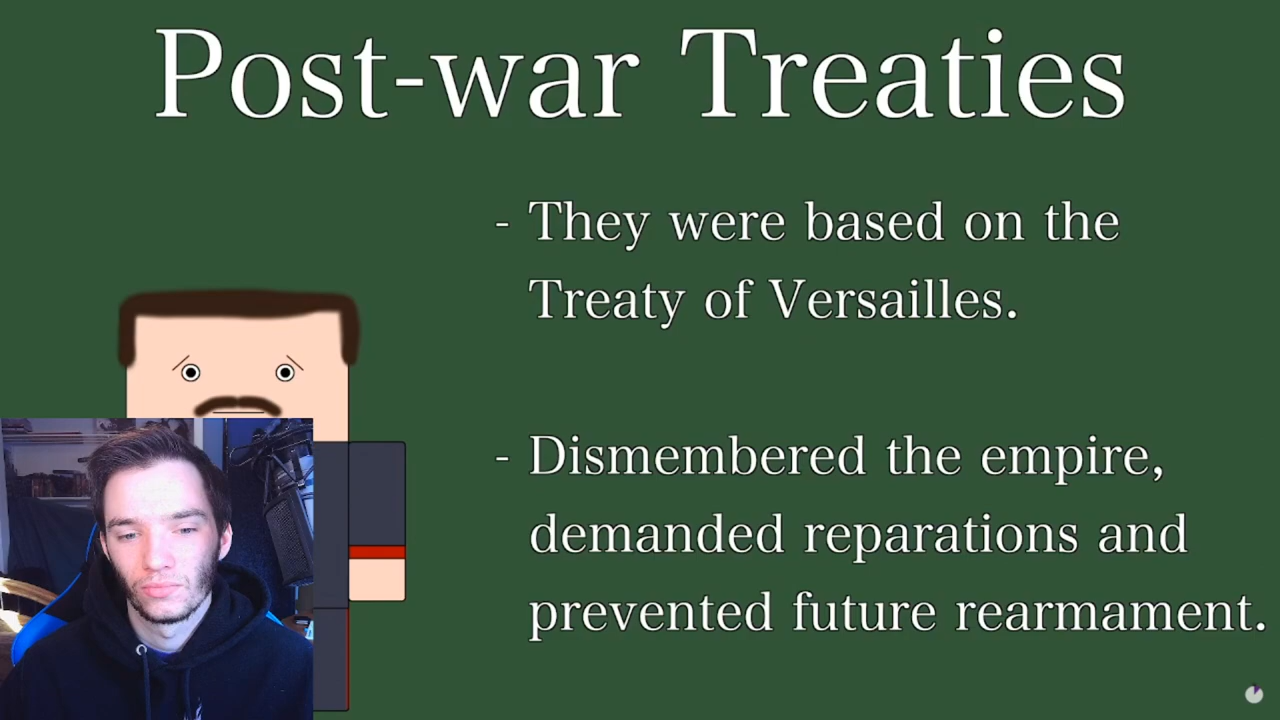 Post-war Treaties
- They were based on the
Treaty of Versailles.
- Dismembered the empire,
demanded reparations and
prevented future rearmament.